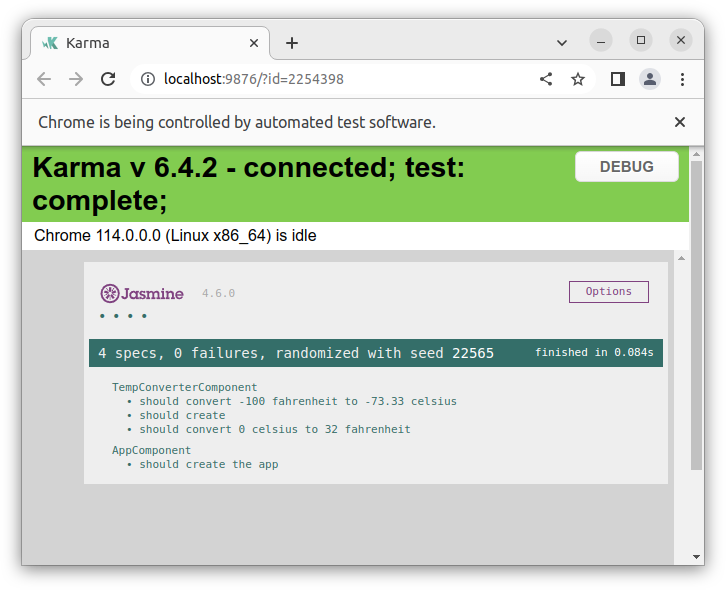 Karma
localhost:9876/?id=2254398
Chrome is being controlled by automated test software.
Karma v 6.4.2 - connected; test:
complete;
DEBUG
Chrome 114.0.0.0 (Linux x86_64) is idle
Jasmine 4.6.0
Options
4 specs, 0 failures, randomized with seed 22565
finished in 0.084s
TempConverterComponent
• should convert -100 fahrenheit to -73.33 celsius
• should create
• should convert 0 celsius to 32 fahrenheit
AppComponent
• should create the app